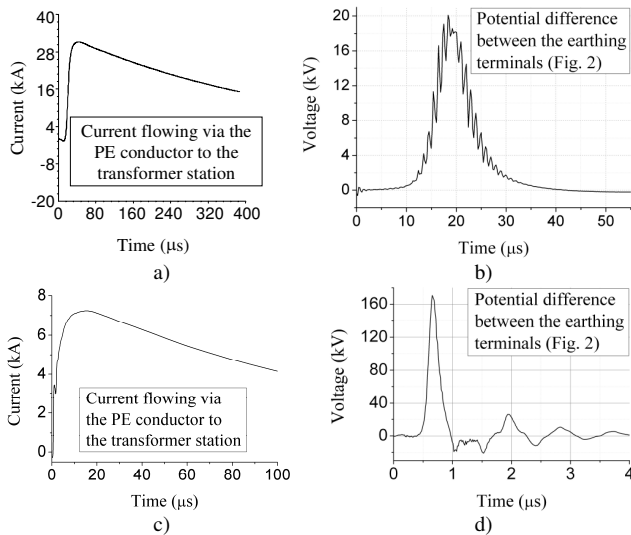 40
28
16
4
-8
-20
Current (kA)
Current flowing via the
PE conductor to the
transformer station
0 80 160 240 320 400
Time (μs)
a)
20
16
12
8
4
0
Voltage (kV)
Potential difference
between the earthing
terminals (Fig. 2)
0 10 20 30 40 50
Time (μs)
b)
8
6
4
2
0
Current (kA)
Current flowing via
the PE conductor to
the transformer station
0 20 40 60 80 100
Time (μs)
c)
160
120
80
40
0
Voltage (kV)
Potential difference
between the earthing
terminals (Fig. 2)
0 1 2 3 4
Time (μs)
d)